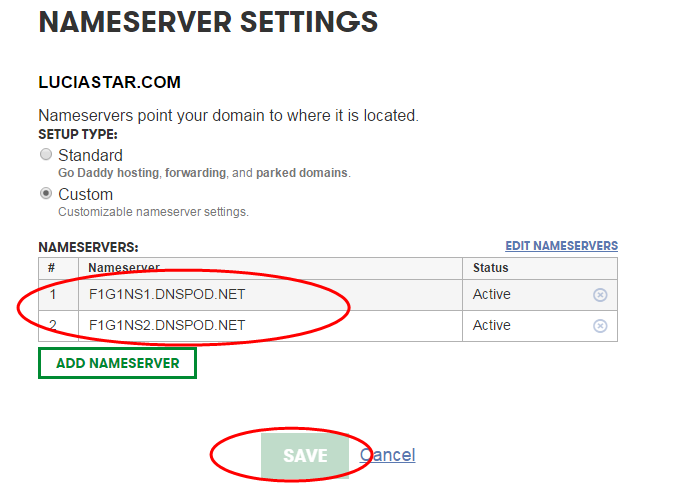 NAMESERVER SETTINGS
LUCIASTAR.COM
Nameservers point your domain to where it is located.
SETUP TYPE:
Standard
Go Daddy hosting, forwarding, and parked domains.
Custom
Customizable nameserver settings.
NAMESERVERS: EDIT NAMESERVERS
# Nameserver Status
1 F1G1NS1.DNSPOD.NET Active
2 F1G1NS2.DNSPOD.NET Active
ADD NAMESERVER
SAVE Cancel